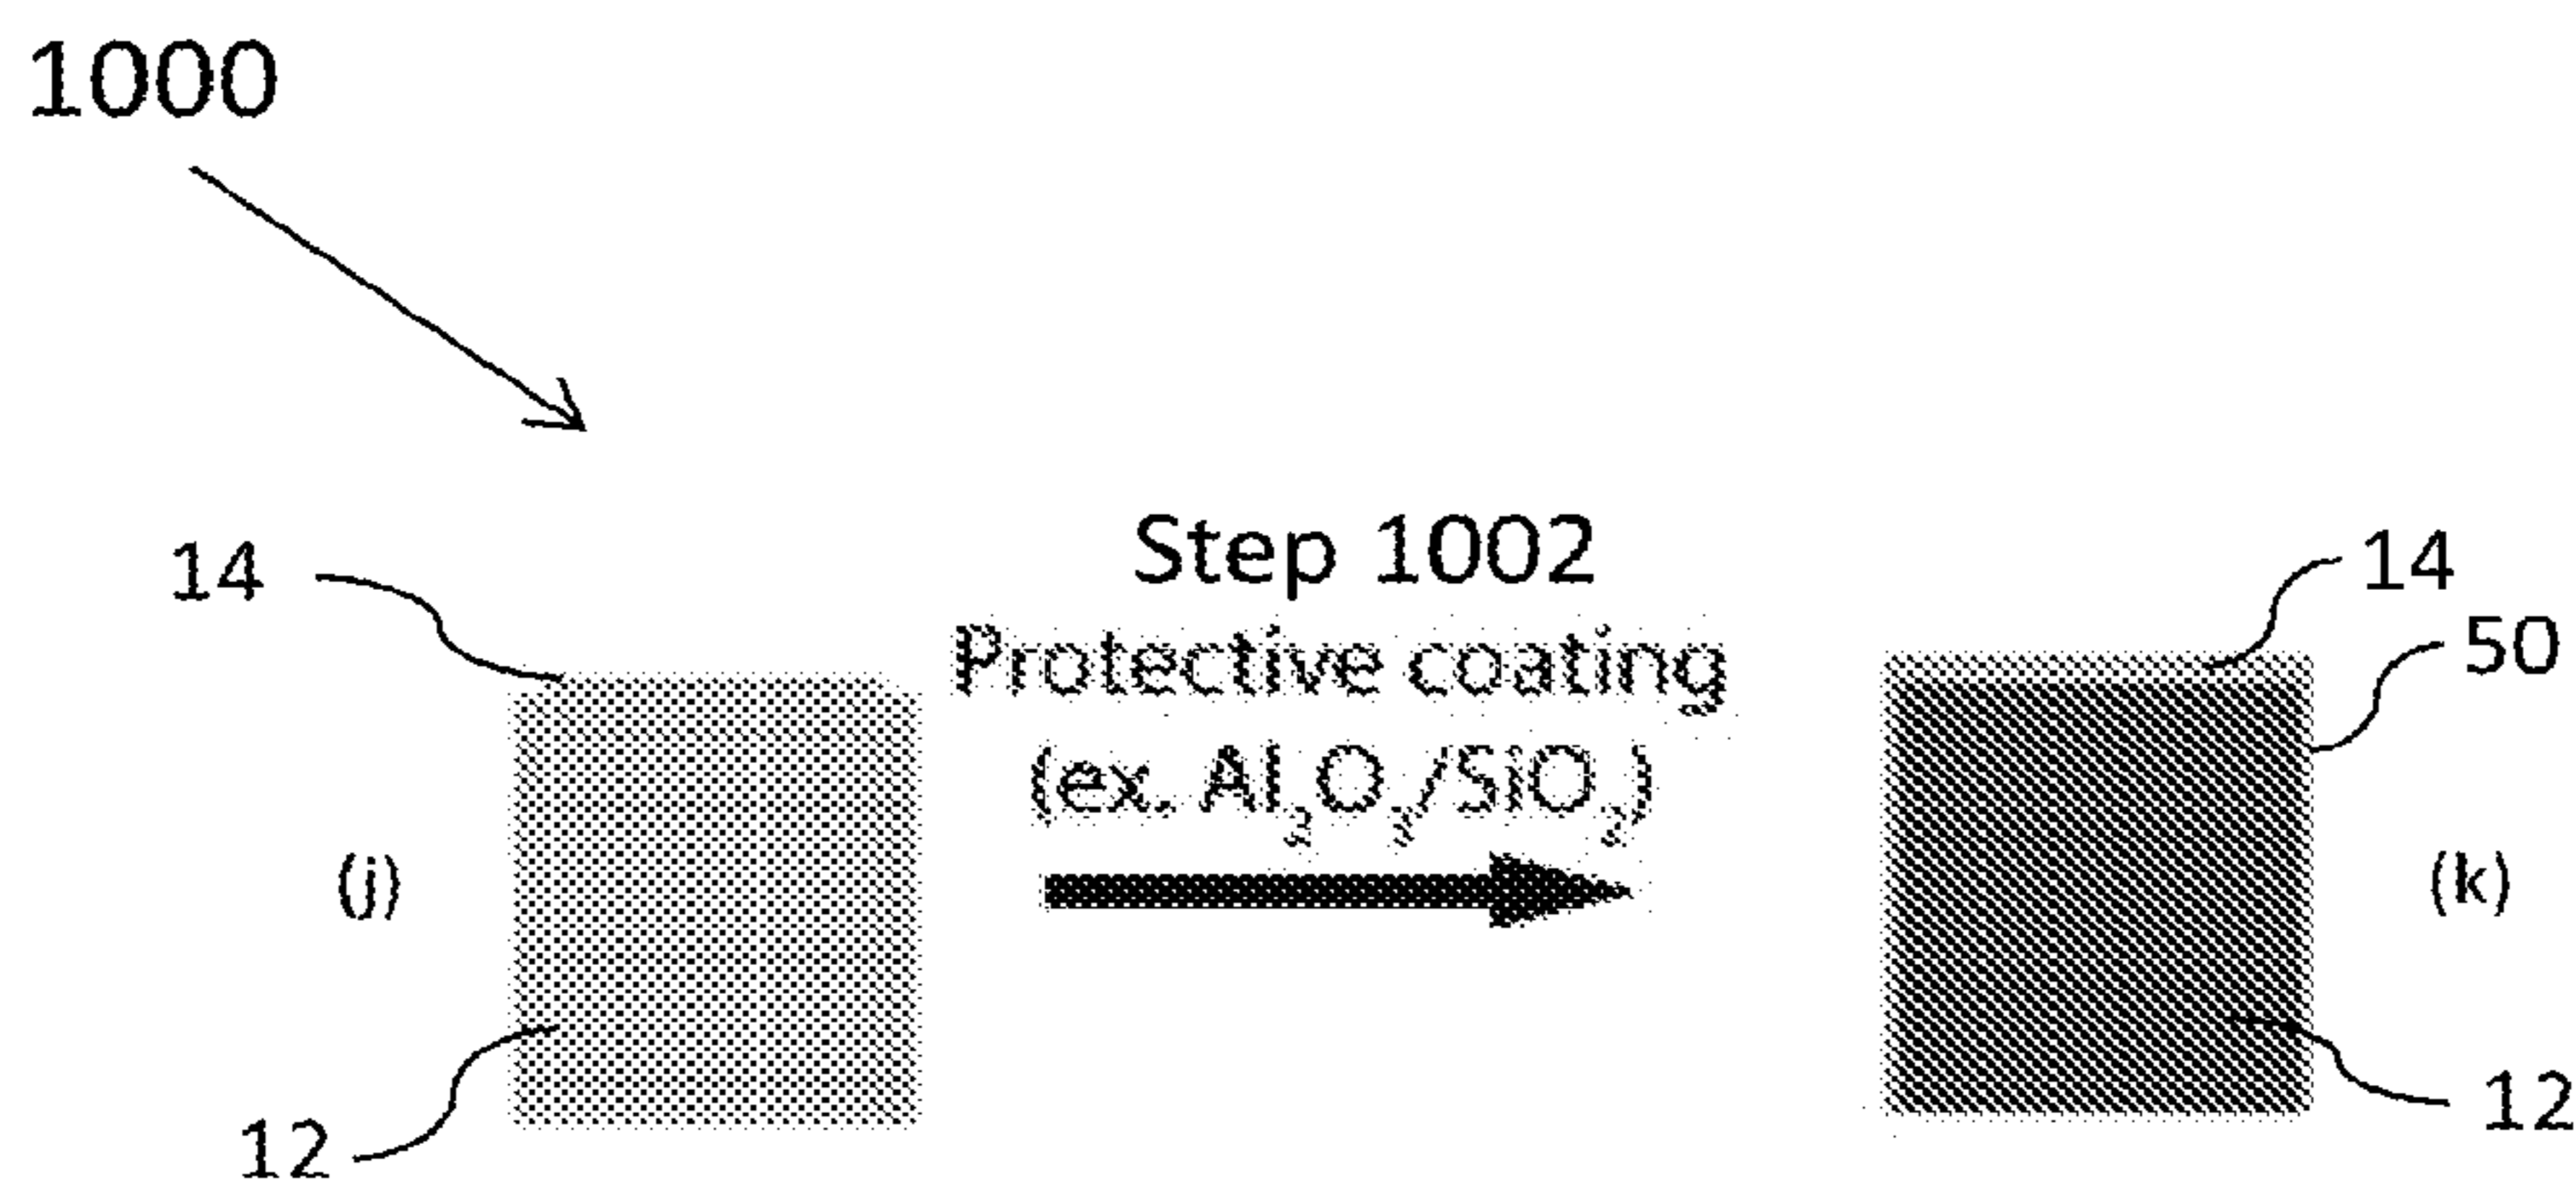 1000
Step 1002
Protective coating
(ex. Al₂O₃/SiO₂)
14
14
50
(j)
(k)
12
12